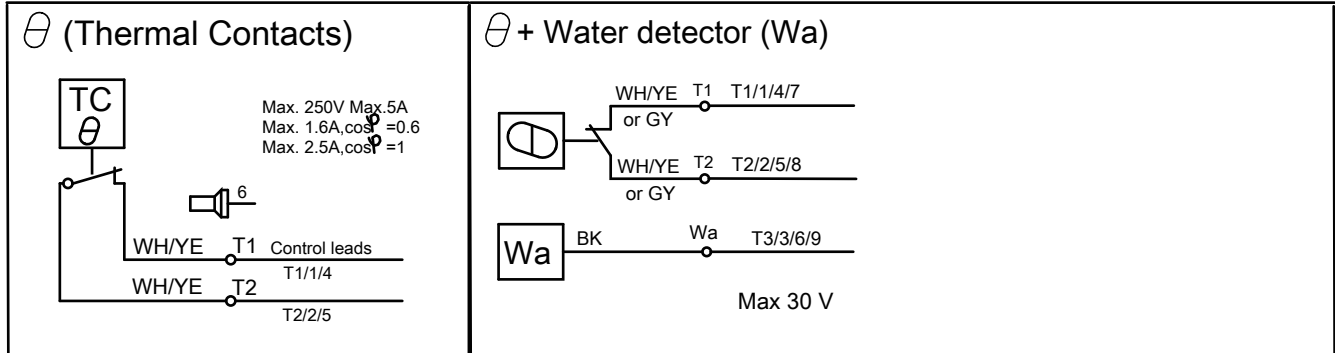 θ (Thermal Contacts)
TC
θ
Max. 250V Max.5A
Max. 1.6A,cosφ =0.6
Max. 2.5A,cosφ =1
6
WH/YE T1 Control leads
T1/1/4
WH/YE T2
T2/2/5
θ + Water detector (Wa)
WH/YE T1 T1/1/4/7
or GY
θ
WH/YE T2 T2/2/5/8
or GY
Wa BK Wa T3/3/6/9
Max 30 V